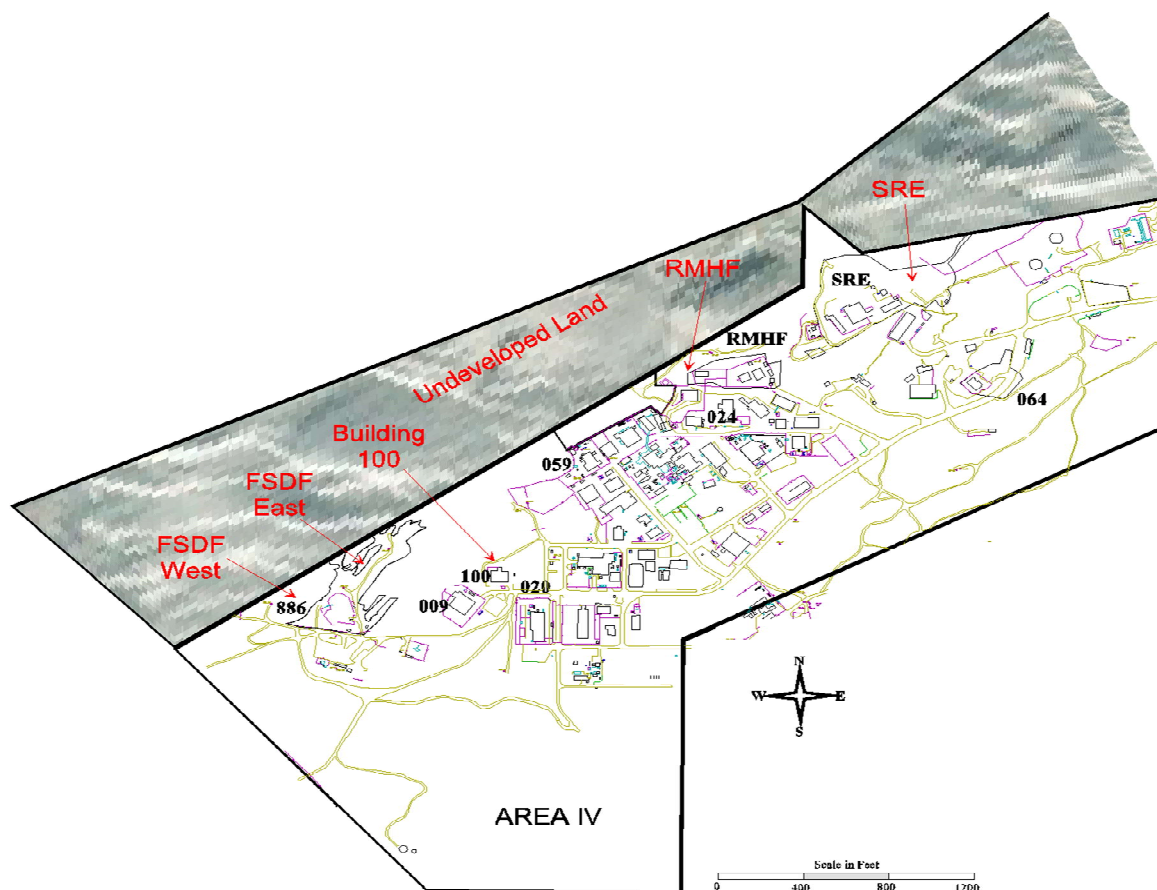 SRE
RMHF
SRE
Undeveloped Land
RMHF
064
024
Building
100
059
FSDF
East
FSDF
West
100
020
886
009
N
W
E
S
AREA IV
Scale in Feet
0
400
800
1200